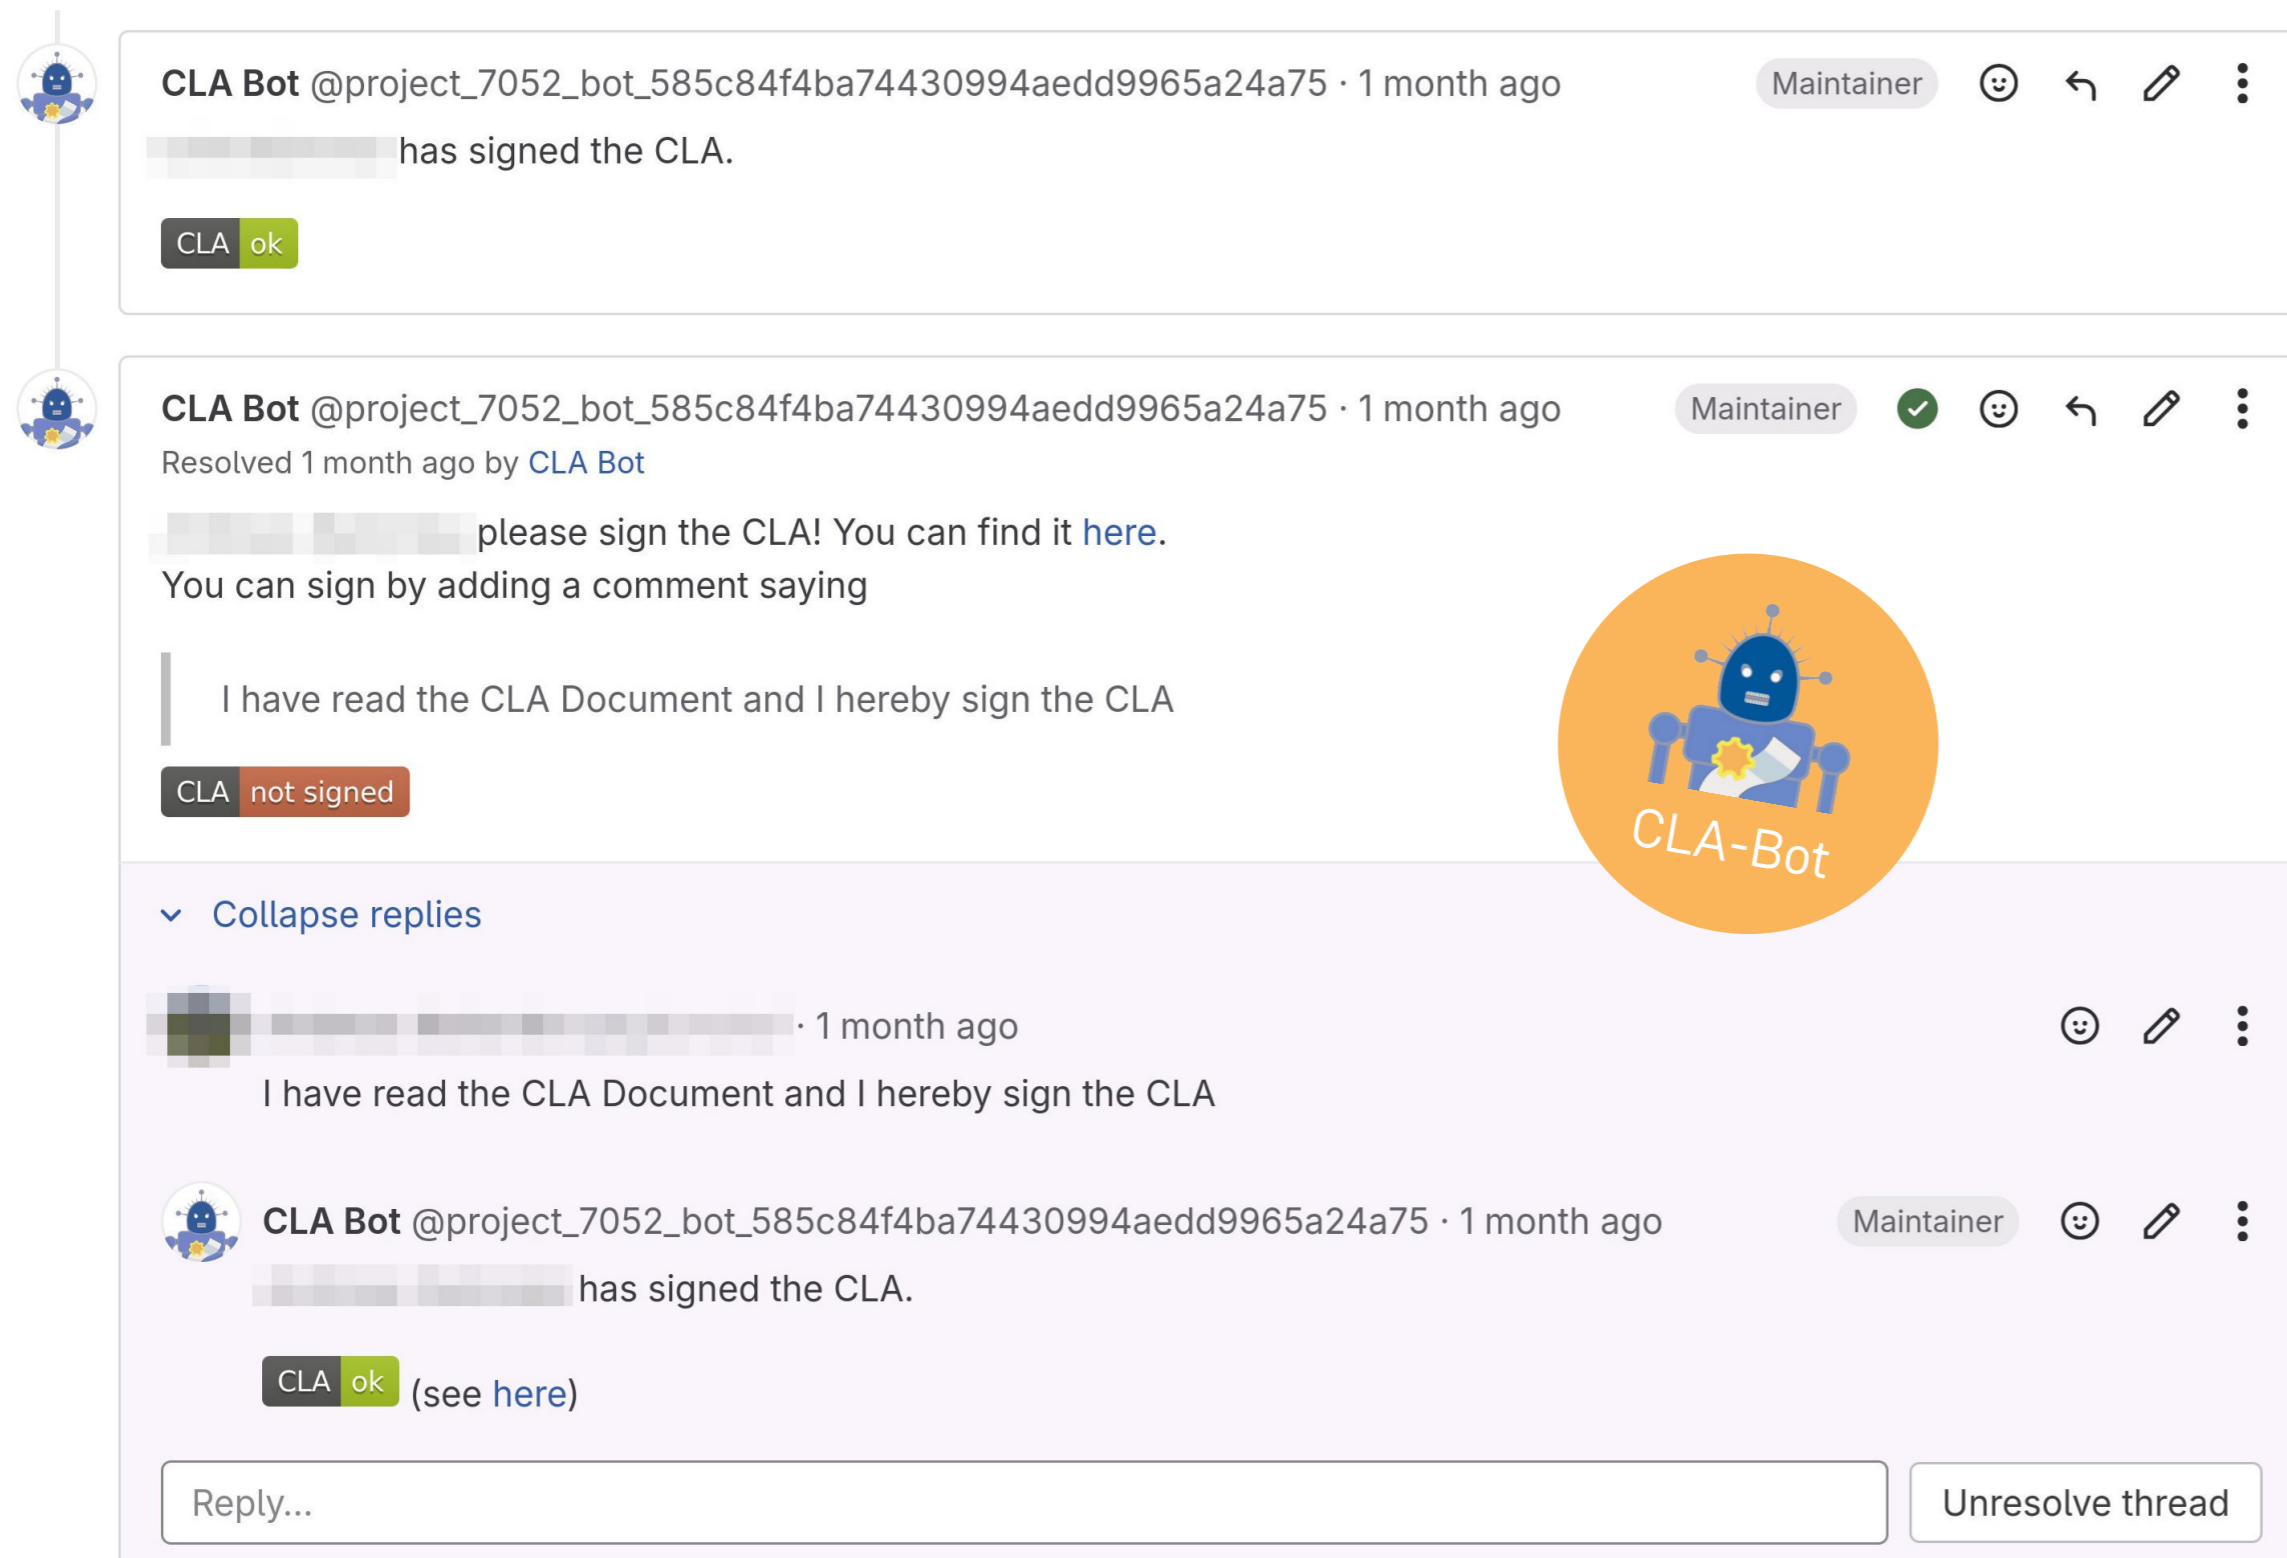 CLA Bot @project_7052_bot_585c84f4ba74430994aedd9965a24a75 · 1 month ago Maintainer
has signed the CLA.
CLA ok
CLA Bot @project_7052_bot_585c84f4ba74430994aedd9965a24a75 · 1 month ago Maintainer
Resolved 1 month ago by CLA Bot
please sign the CLA! You can find it here.
You can sign by adding a comment saying
I have read the CLA Document and I hereby sign the CLA
CLA not signed
CLA-Bot
Collapse replies
· 1 month ago
I have read the CLA Document and I hereby sign the CLA
CLA Bot @project_7052_bot_585c84f4ba74430994aedd9965a24a75 · 1 month ago Maintainer
has signed the CLA.
CLA ok (see here)
Reply...
Unresolve thread